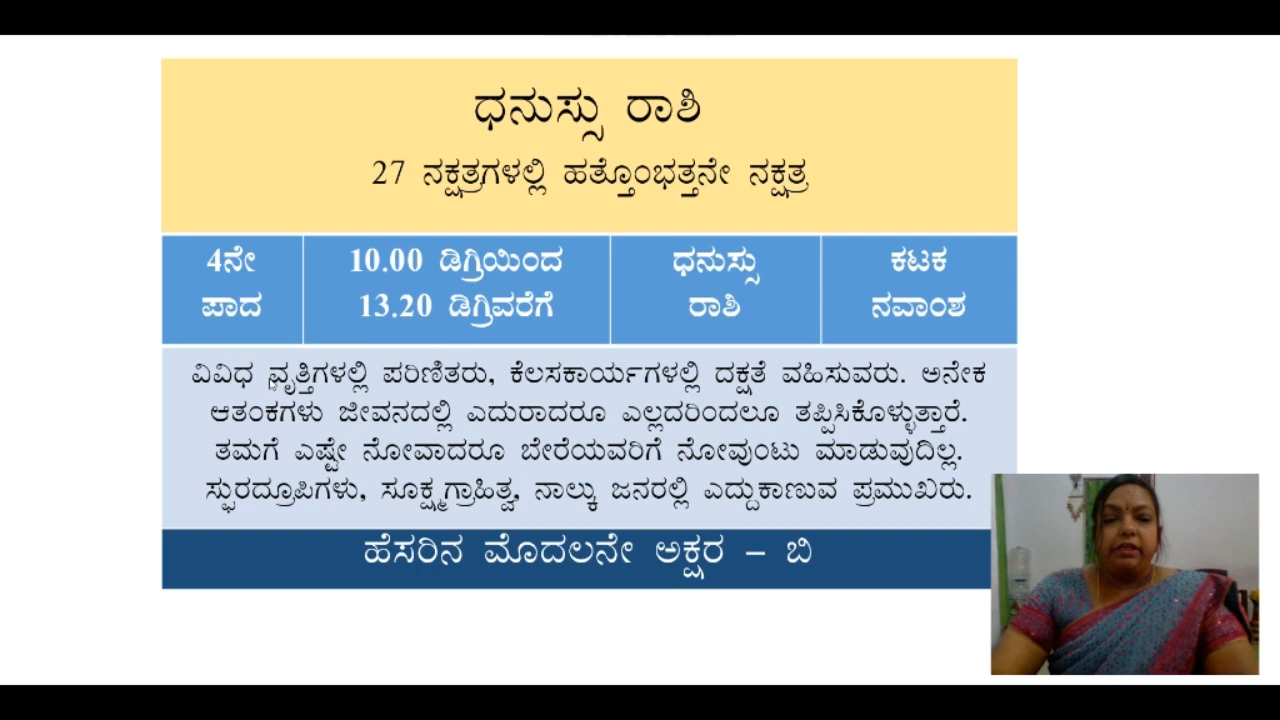 ಧನುಸ್ಸು ರಾಶಿ
27 ನಕ್ಷತ್ರಗಳಲ್ಲಿ ಹತ್ತೊಂಭತ್ತನೇ ನಕ್ಷತ್ರ
4ನೇ ಪಾದ
10.00 ಡಿಗ್ರಿಯಿಂದ
13.20 ಡಿಗ್ರಿವರೆಗೆ
ಧನುಸ್ಸು ರಾಶಿ
ಕಟಕ ನವಾಂಶ
ವಿವಿಧ ವೃತ್ತಿಗಳಲ್ಲಿ ಪರಿಣಿತರು, ಕೆಲಸಕಾರ್ಯಗಳಲ್ಲಿ ದಕ್ಷತೆ ವಹಿಸುವರು. ಅನೇಕ
ಆತಂಕಗಳು ಜೀವನದಲ್ಲಿ ಎದುರಾದರೂ ಎಲ್ಲದರಿಂದಲೂ ತಪ್ಪಿಸಿಕೊಳ್ಳುತ್ತಾರೆ.
ತಮಗೆ ಎಷ್ಟೇ ನೋವಾದರೂ ಬೇರೆಯವರಿಗೆ ನೋವುಂಟು ಮಾಡುವುದಿಲ್ಲ.
ಸ್ಫುರದ್ರೂಪಿಗಳು, ಸೂಕ್ಷ್ಮಗ್ರಾಹಿತ್ವ, ನಾಲ್ಕು ಜನರಲ್ಲಿ ಎದ್ದುಕಾಣುವ ಪ್ರಮುಖರು.
ಹೆಸರಿನ ಮೊದಲನೇ ಅಕ್ಷರ – ಬಿ